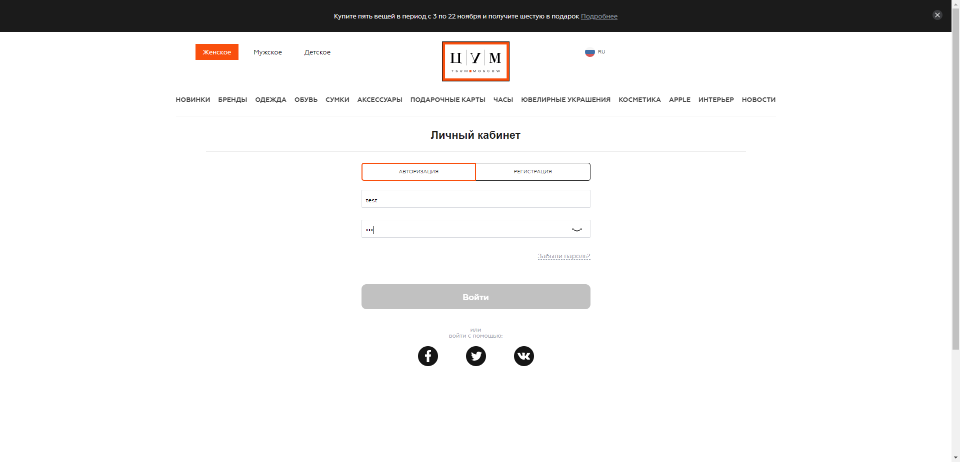 Купите пять вещей в период с 3 по 22 ноября и получите шестую в подарок Подробнее
Женское Мужское Детское
ЦУМ
RU
НОВИНКИ БРЕНДЫ ОДЕЖДА ОБУВЬ СУМКИ АКСЕССУАРЫ ПОДАРОЧНЫЕ КАРТЫ ЧАСЫ ЮВЕЛИРНЫЕ УКРАШЕНИЯ КОСМЕТИКА APPLE ИНТЕРЬЕР НОВОСТИ
Личный кабинет
АВТОРИЗАЦИЯ РЕГИСТРАЦИЯ
test
Забыли пароль?
Войти
или
войти с помощью: